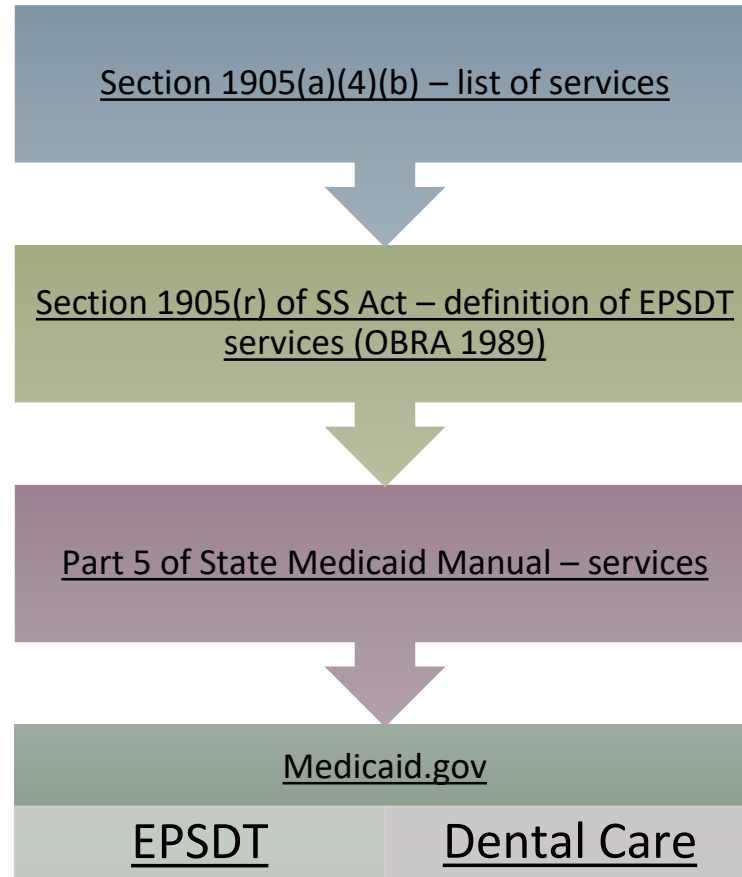 Section 1905(a)(4)(b) – list of services
Section 1905(r) of SS Act – definition of EPSDT
services (OBRA 1989)
Part 5 of State Medicaid Manual – services
Medicaid.gov
EPSDT
Dental Care